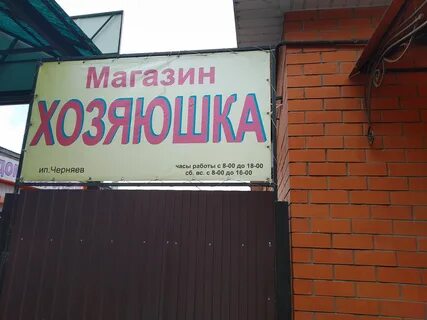 Магазин
ХОЗЯЮШКА
часы работы с 8-00 до 18-00
сб. вс. с 8-00 до 16-00
ип.Черняев